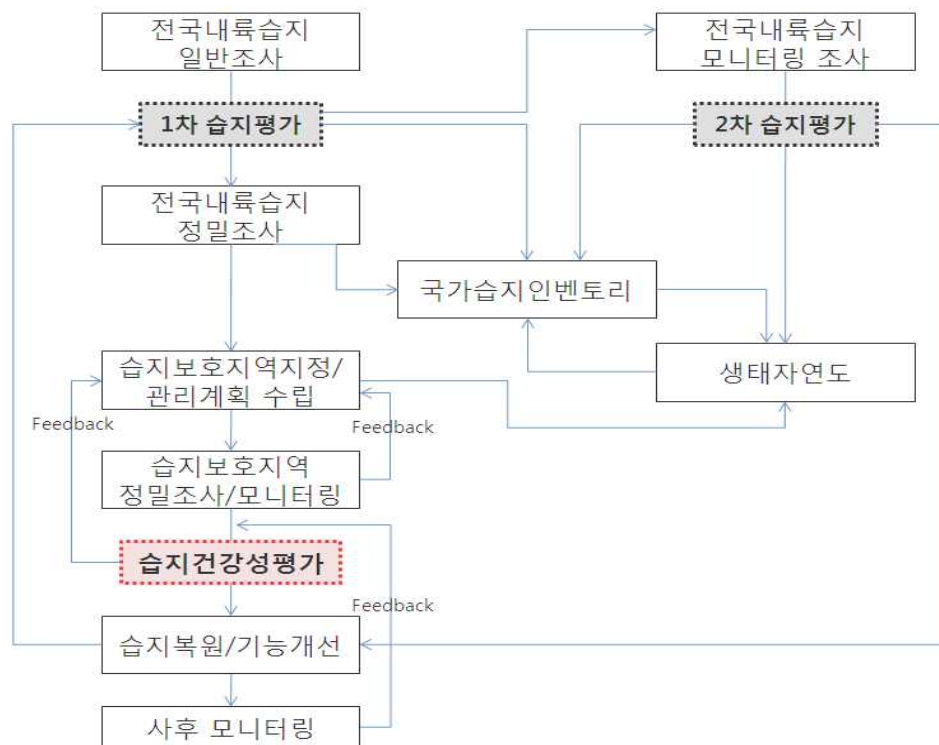 전국내륙습지
일반조사
전국내륙습지
모니터링 조사
1차 습지평가
2차 습지평가
전국내륙습지
정밀조사
국가습지인벤토리
생태자연도
습지보호지역지정/
관리계획 수립
Feedback
Feedback
습지보호지역
정밀조사/모니터링
습지건강성평가
Feedback
습지복원/기능개선
사후 모니터링